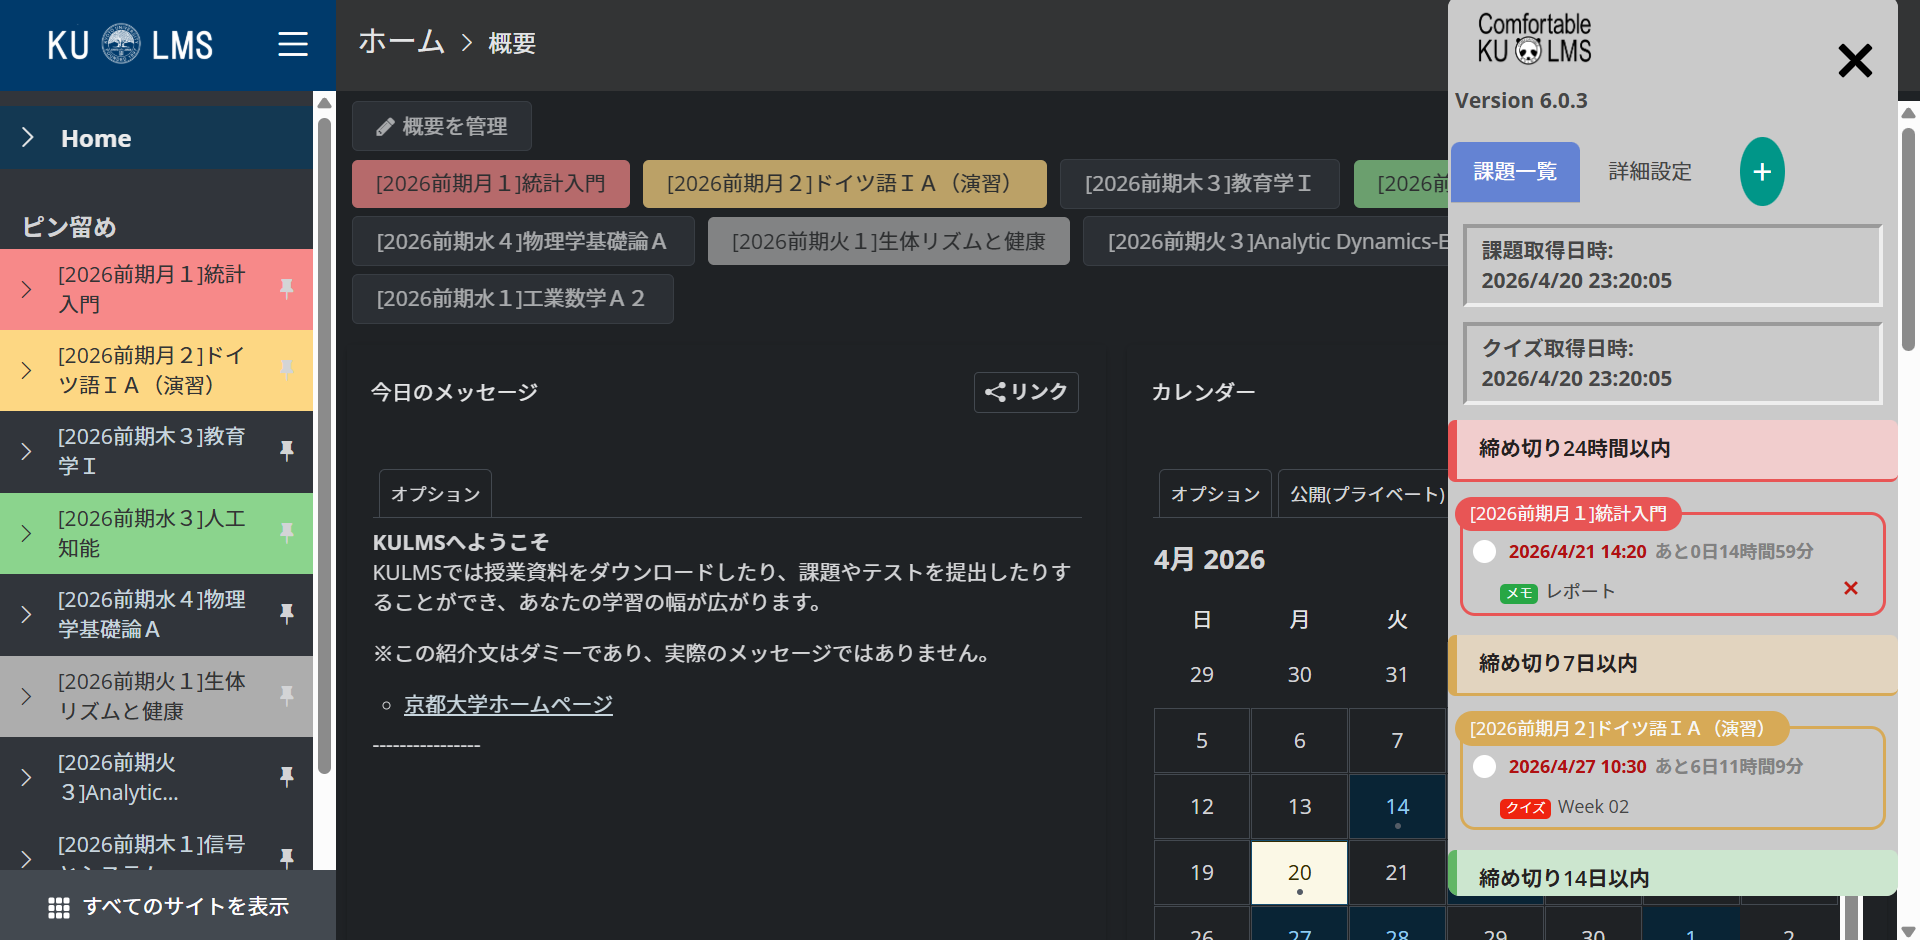 KU LMS
Home
ピン留め
[2026前期月１]統計
入門
[2026前期月２]ドイ
ツ語ⅠＡ（演習）
[2026前期木３]教育
学Ⅰ
[2026前期水３]人工
知能
[2026前期水４]物理
学基礎論Ａ
[2026前期火１]生体
リズムと健康
[2026前期火
３]Analytic...
[2026前期木１]信号
すべてのサイトを表示
ホーム > 概要
概要を管理
[2026前期月１]統計入門
[2026前期月２]ドイツ語ⅠＡ（演習）
[2026前期木３]教育学Ⅰ
[2026前
[2026前期水４]物理学基礎論Ａ
[2026前期火１]生体リズムと健康
[2026前期火３]Analytic Dynamics-E
[2026前期水１]工業数学Ａ２
今日のメッセージ
リンク
オプション
KULMSへようこそ
KULMSでは授業資料をダウンロードしたり、課題やテストを提出したりす
ることができ、あなたの学習の幅が広がります。
※この紹介文はダミーであり、実際のメッセージではありません。
京都大学ホームページ
----------------
カレンダー
オプション
公開(プライベート)
4月 2026
日 月 火
29 30 31
5 6 7
12 13 14
19 20 21
26 27 28 29 30 1 2
Comfortable
KU LMS
Version 6.0.3
課題一覧
詳細設定
+
課題取得日時:
2026/4/20 23:20:05
クイズ取得日時:
2026/4/20 23:20:05
締め切り24時間以内
[2026前期月１]統計入門
2026/4/21 14:20 あと0日14時間59分
メモ レポート
締め切り7日以内
[2026前期月２]ドイツ語ⅠＡ（演習）
2026/4/27 10:30 あと6日11時間9分
クイズ Week 02
締め切り14日以内